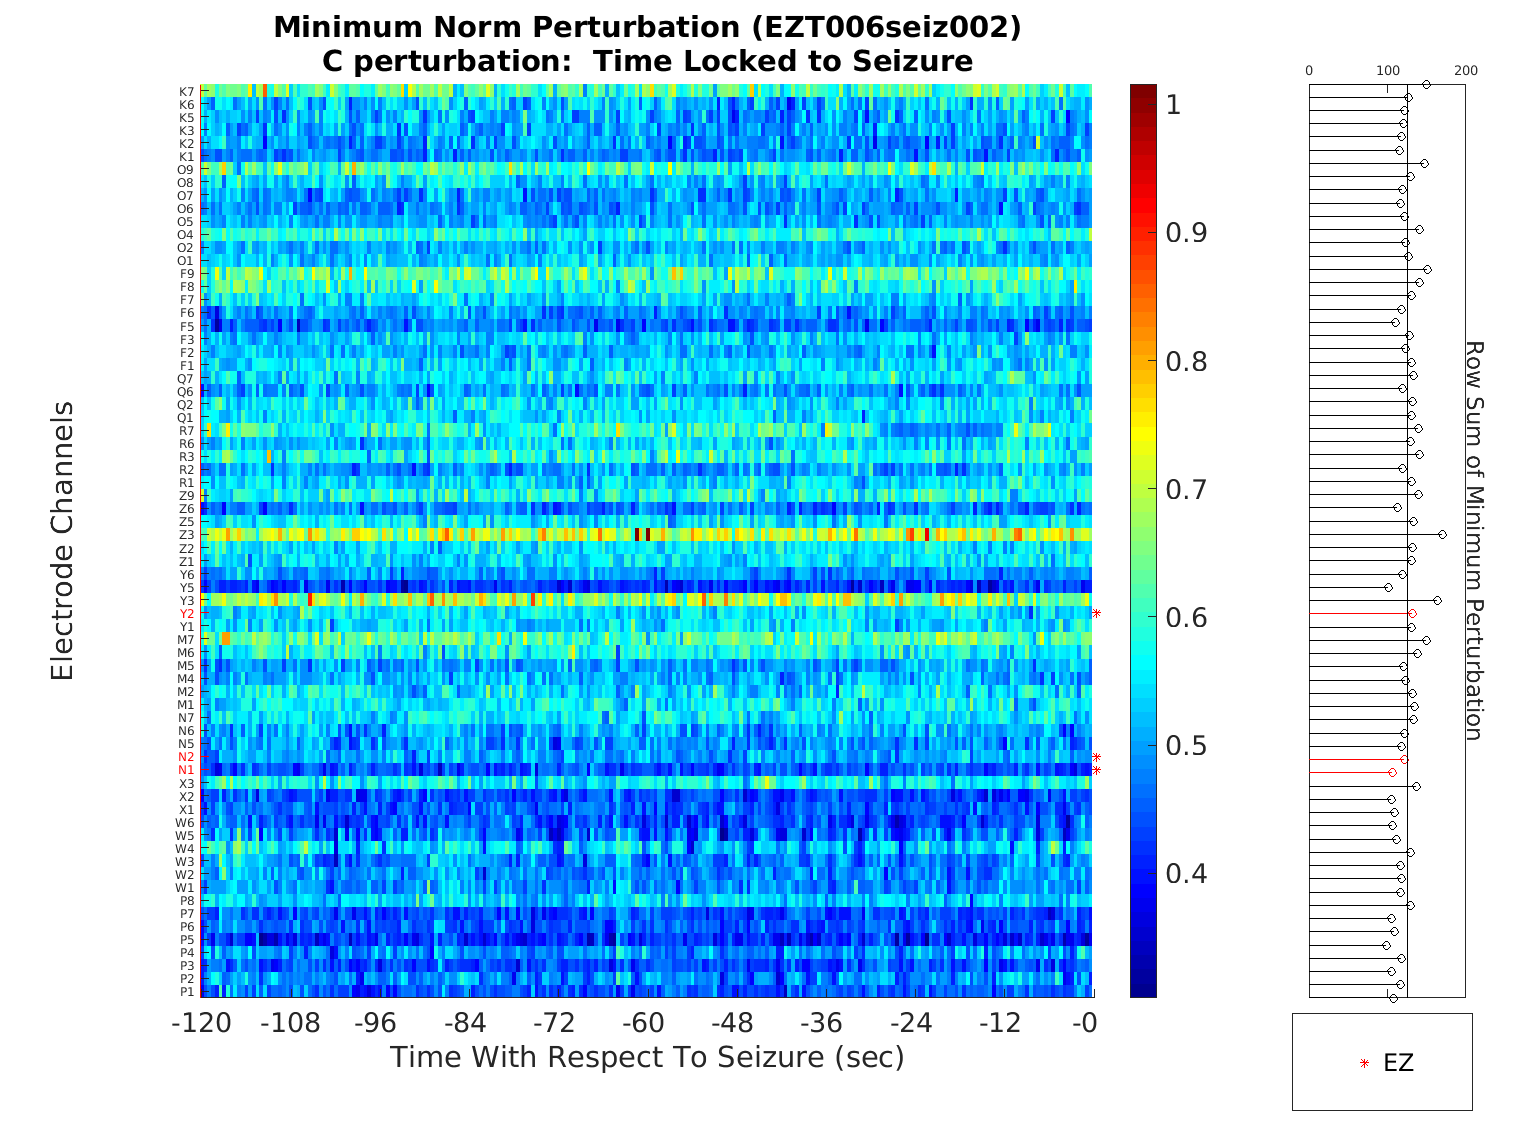 Minimum Norm Perturbation (EZT006seiz002)
C perturbation:  Time Locked to Seizure
Electrode Channels
K7
K6
K5
K3
K2
K1
O9
O8
O7
O6
O5
O4
O2
O1
F9
F8
F7
F6
F5
F3
F2
F1
Q7
Q6
Q2
Q1
R7
R6
R3
R2
R1
Z9
Z6
Z5
Z3
Z2
Z1
Y6
Y5
Y3
Y2
Y1
M7
M6
M5
M4
M2
M1
N7
N6
N5
N2
N1
X3
X2
X1
W6
W5
W4
W3
W2
W1
P8
P7
P6
P5
P4
P3
P2
P1
-120 -108 -96 -84 -72 -60 -48 -36 -24 -12 -0
Time With Respect To Seizure (sec)
1
0.9
0.8
0.7
0.6
0.5
0.4
0 100 200
Row Sum of Minimum Perturbation
EZ